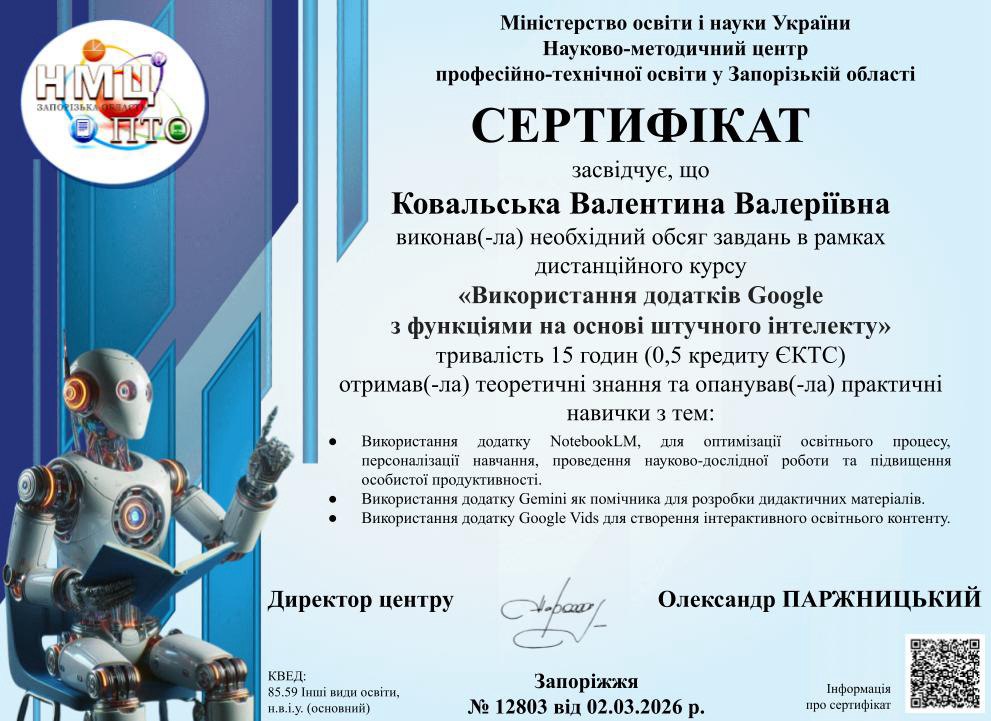 Міністерство освіти і науки України
Науково-методичний центр
професійно-технічної освіти у Запорізькій області
НМЦ
ЗАПОРІЗЬКА ОБЛАСТЬ
ПТО
СЕРТИФІКАТ
засвідчує, що
Ковальська Валентина Валеріївна
виконав(-ла) необхідний обсяг завдань в рамках
дистанційного курсу
«Використання додатків Google
з функціями на основі штучного інтелекту»
тривалість 15 годин (0,5 кредиту ЄКТС)
отримав(-ла) теоретичні знання та опанував(-ла) практичні
навички з тем:
● Використання додатку NotebookLM, для оптимізації освітнього процесу,
персоналізації навчання, проведення науково-дослідної роботи та підвищення
особистої продуктивності.
● Використання додатку Gemini як помічника для розробки дидактичних матеріалів.
● Використання додатку Google Vids для створення інтерактивного освітнього контенту.
Директор центру
Олександр ПАРЖНИЦЬКИЙ
КВЕД:
85.59 Інші види освіти,
н.в.і.у. (основний)
Запоріжжя
№ 12803 від 02.03.2026 р.
Інформація
про сертифікат